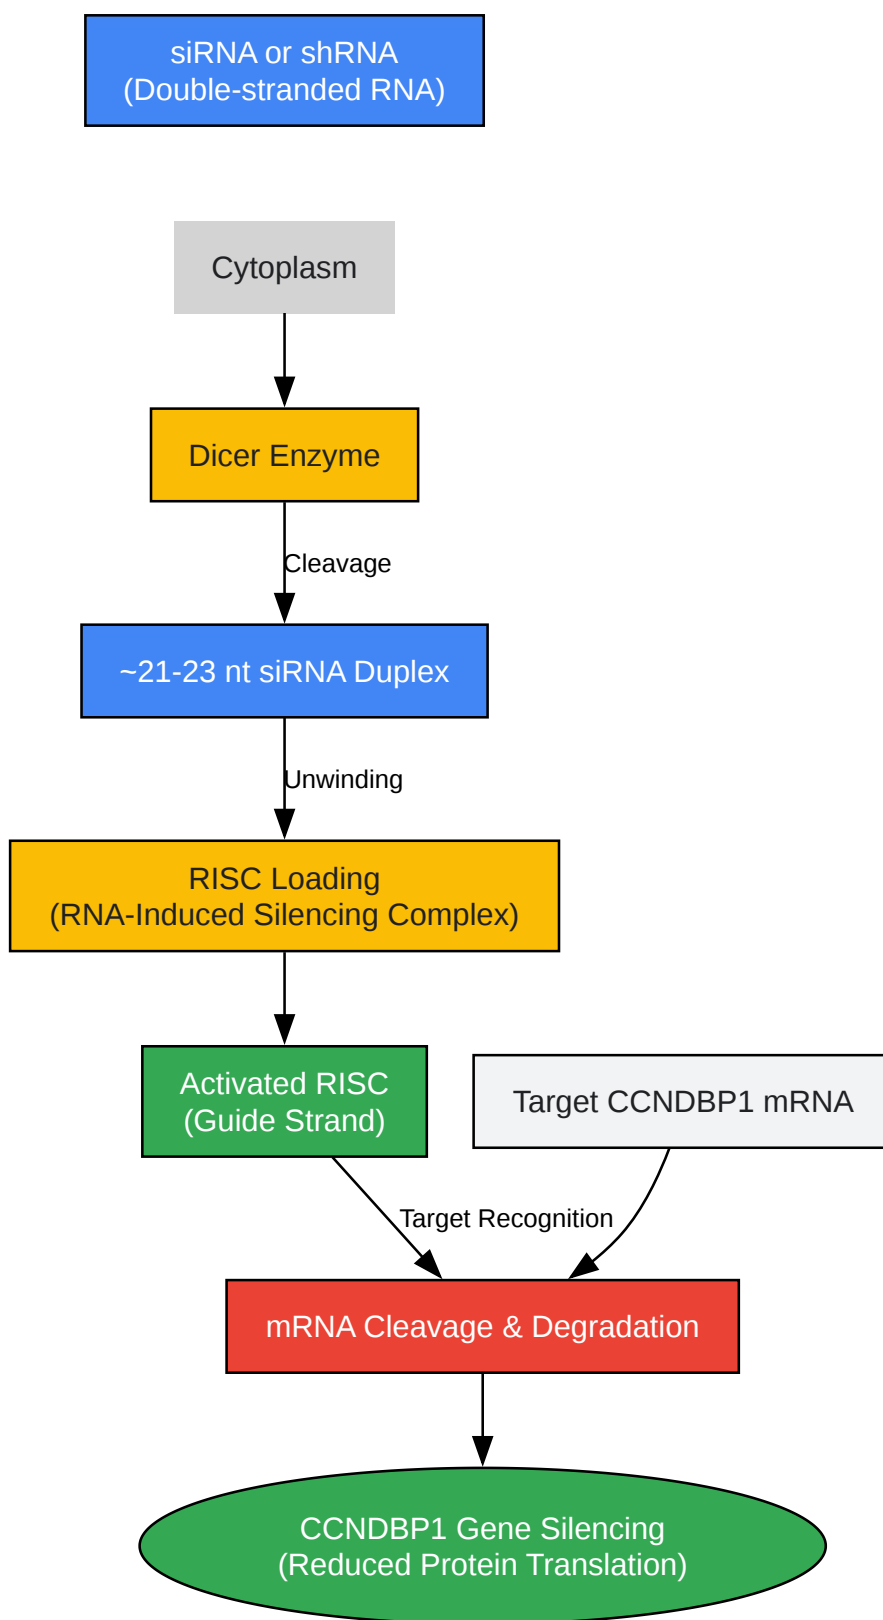 siRNA or shRNA
(Double-stranded RNA)
Cytoplasm
Dicer Enzyme
Cleavage
~21-23 nt siRNA Duplex
Unwinding
RISC Loading
(RNA-Induced Silencing Complex)
Activated RISC
(Guide Strand)
Target CCNDBP1 mRNA
Target Recognition
mRNA Cleavage & Degradation
CCNDBP1 Gene Silencing
(Reduced Protein Translation)